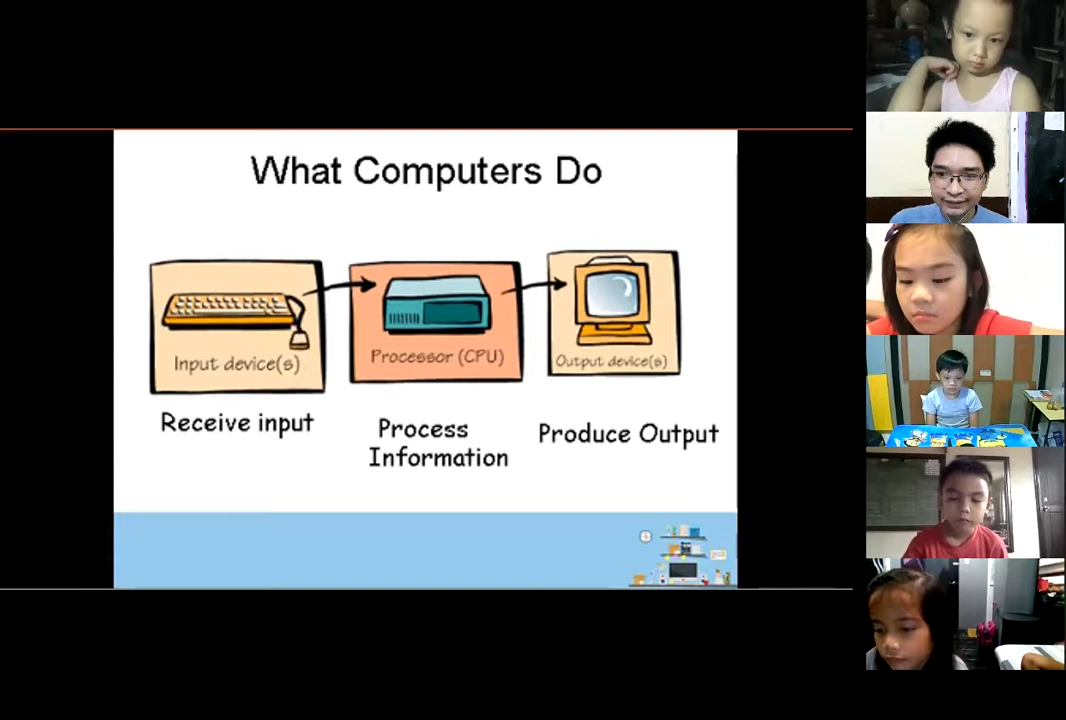 What Computers Do
Input device(s)
Processor (CPU)
Output device(s)
Receive input
Process
Information
Produce Output